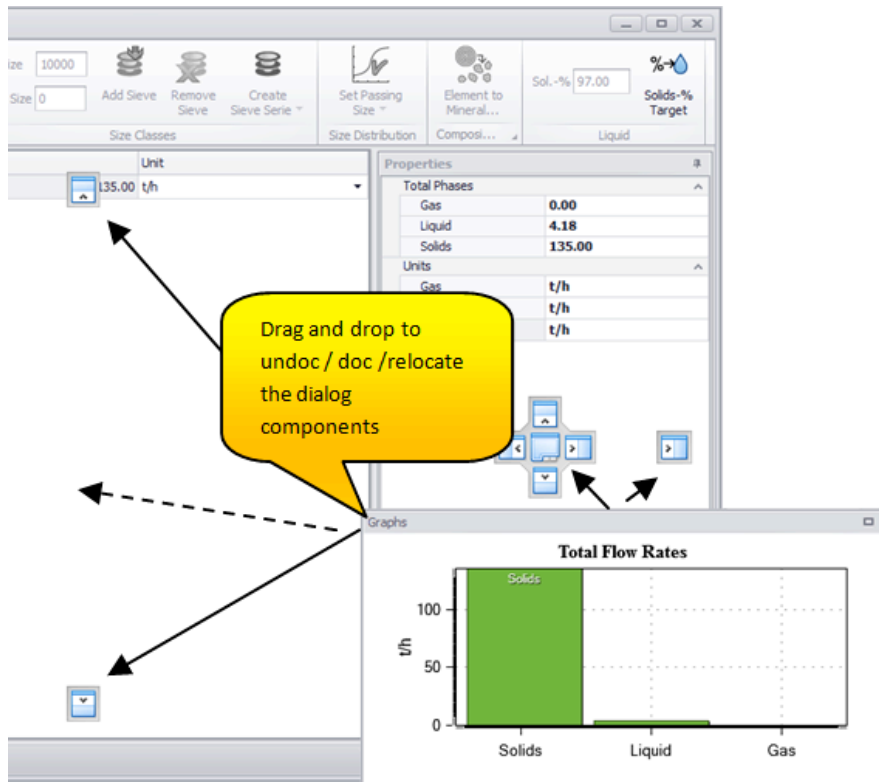 ize 10000
Size 0
Add Sieve
Remove
Sieve
Create
Sieve Serie
Size Classes
Set Passing
Size
Size Distribution
Element to
Mineral...
Composi...
Sol.-% 97.00
%
Solids-%
Target
Liquid
Unit
135.00 t/h
Properties
Total Phases
Gas 0.00
Liquid 4.18
Solids 135.00
Units
Gas t/h
t/h
t/h
Drag and drop to
undoc / doc /relocate
the dialog
components
Graphs
Total Flow Rates
Solids
100
50
0
t/h
Solids Liquid Gas